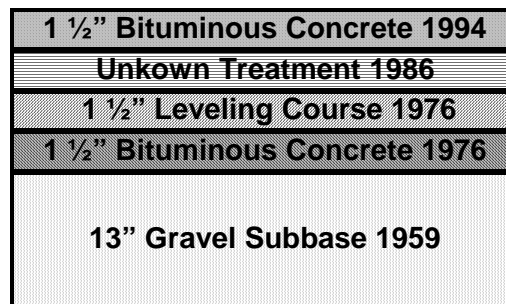 1 ½” Bituminous Concrete 1994
Unkown Treatment 1986
1 ½” Leveling Course 1976
1 ½” Bituminous Concrete 1976
13” Gravel Subbase 1959